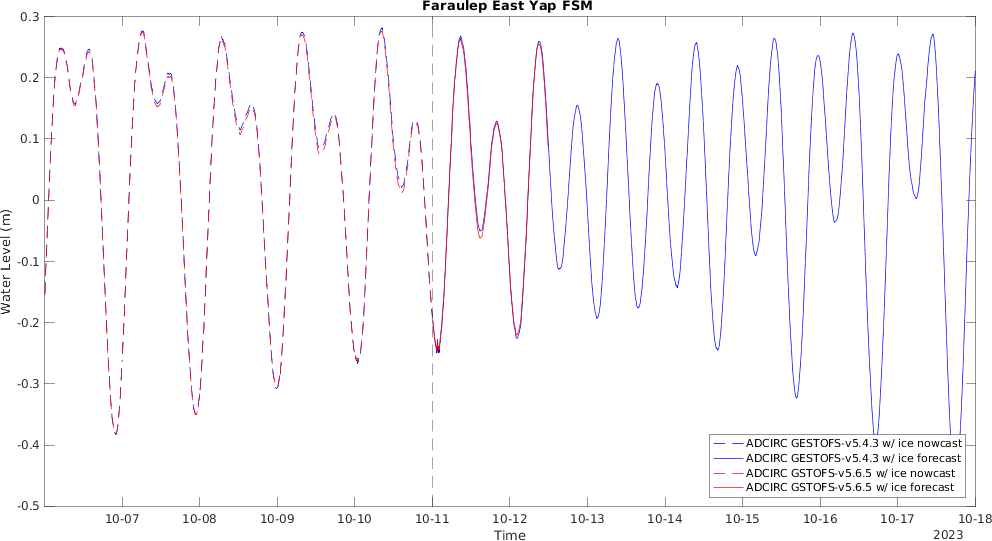 Faraulep East Yap FSM
0.3
0.2
0.1
0
-0.1
-0.2
-0.3
-0.4
-0.5
Water Level (m)
ADCIRC GESTOFS-v5.4.3 w/ ice nowcast
ADCIRC GESTOFS-v5.4.3 w/ ice forecast
ADCIRC GSTOFS-v5.6.5 w/ ice nowcast
ADCIRC GSTOFS-v5.6.5 w/ ice forecast
10-07 10-08 10-09 10-10 10-11 10-12 10-13 10-14 10-15 10-16 10-17 10-18
Time
2023